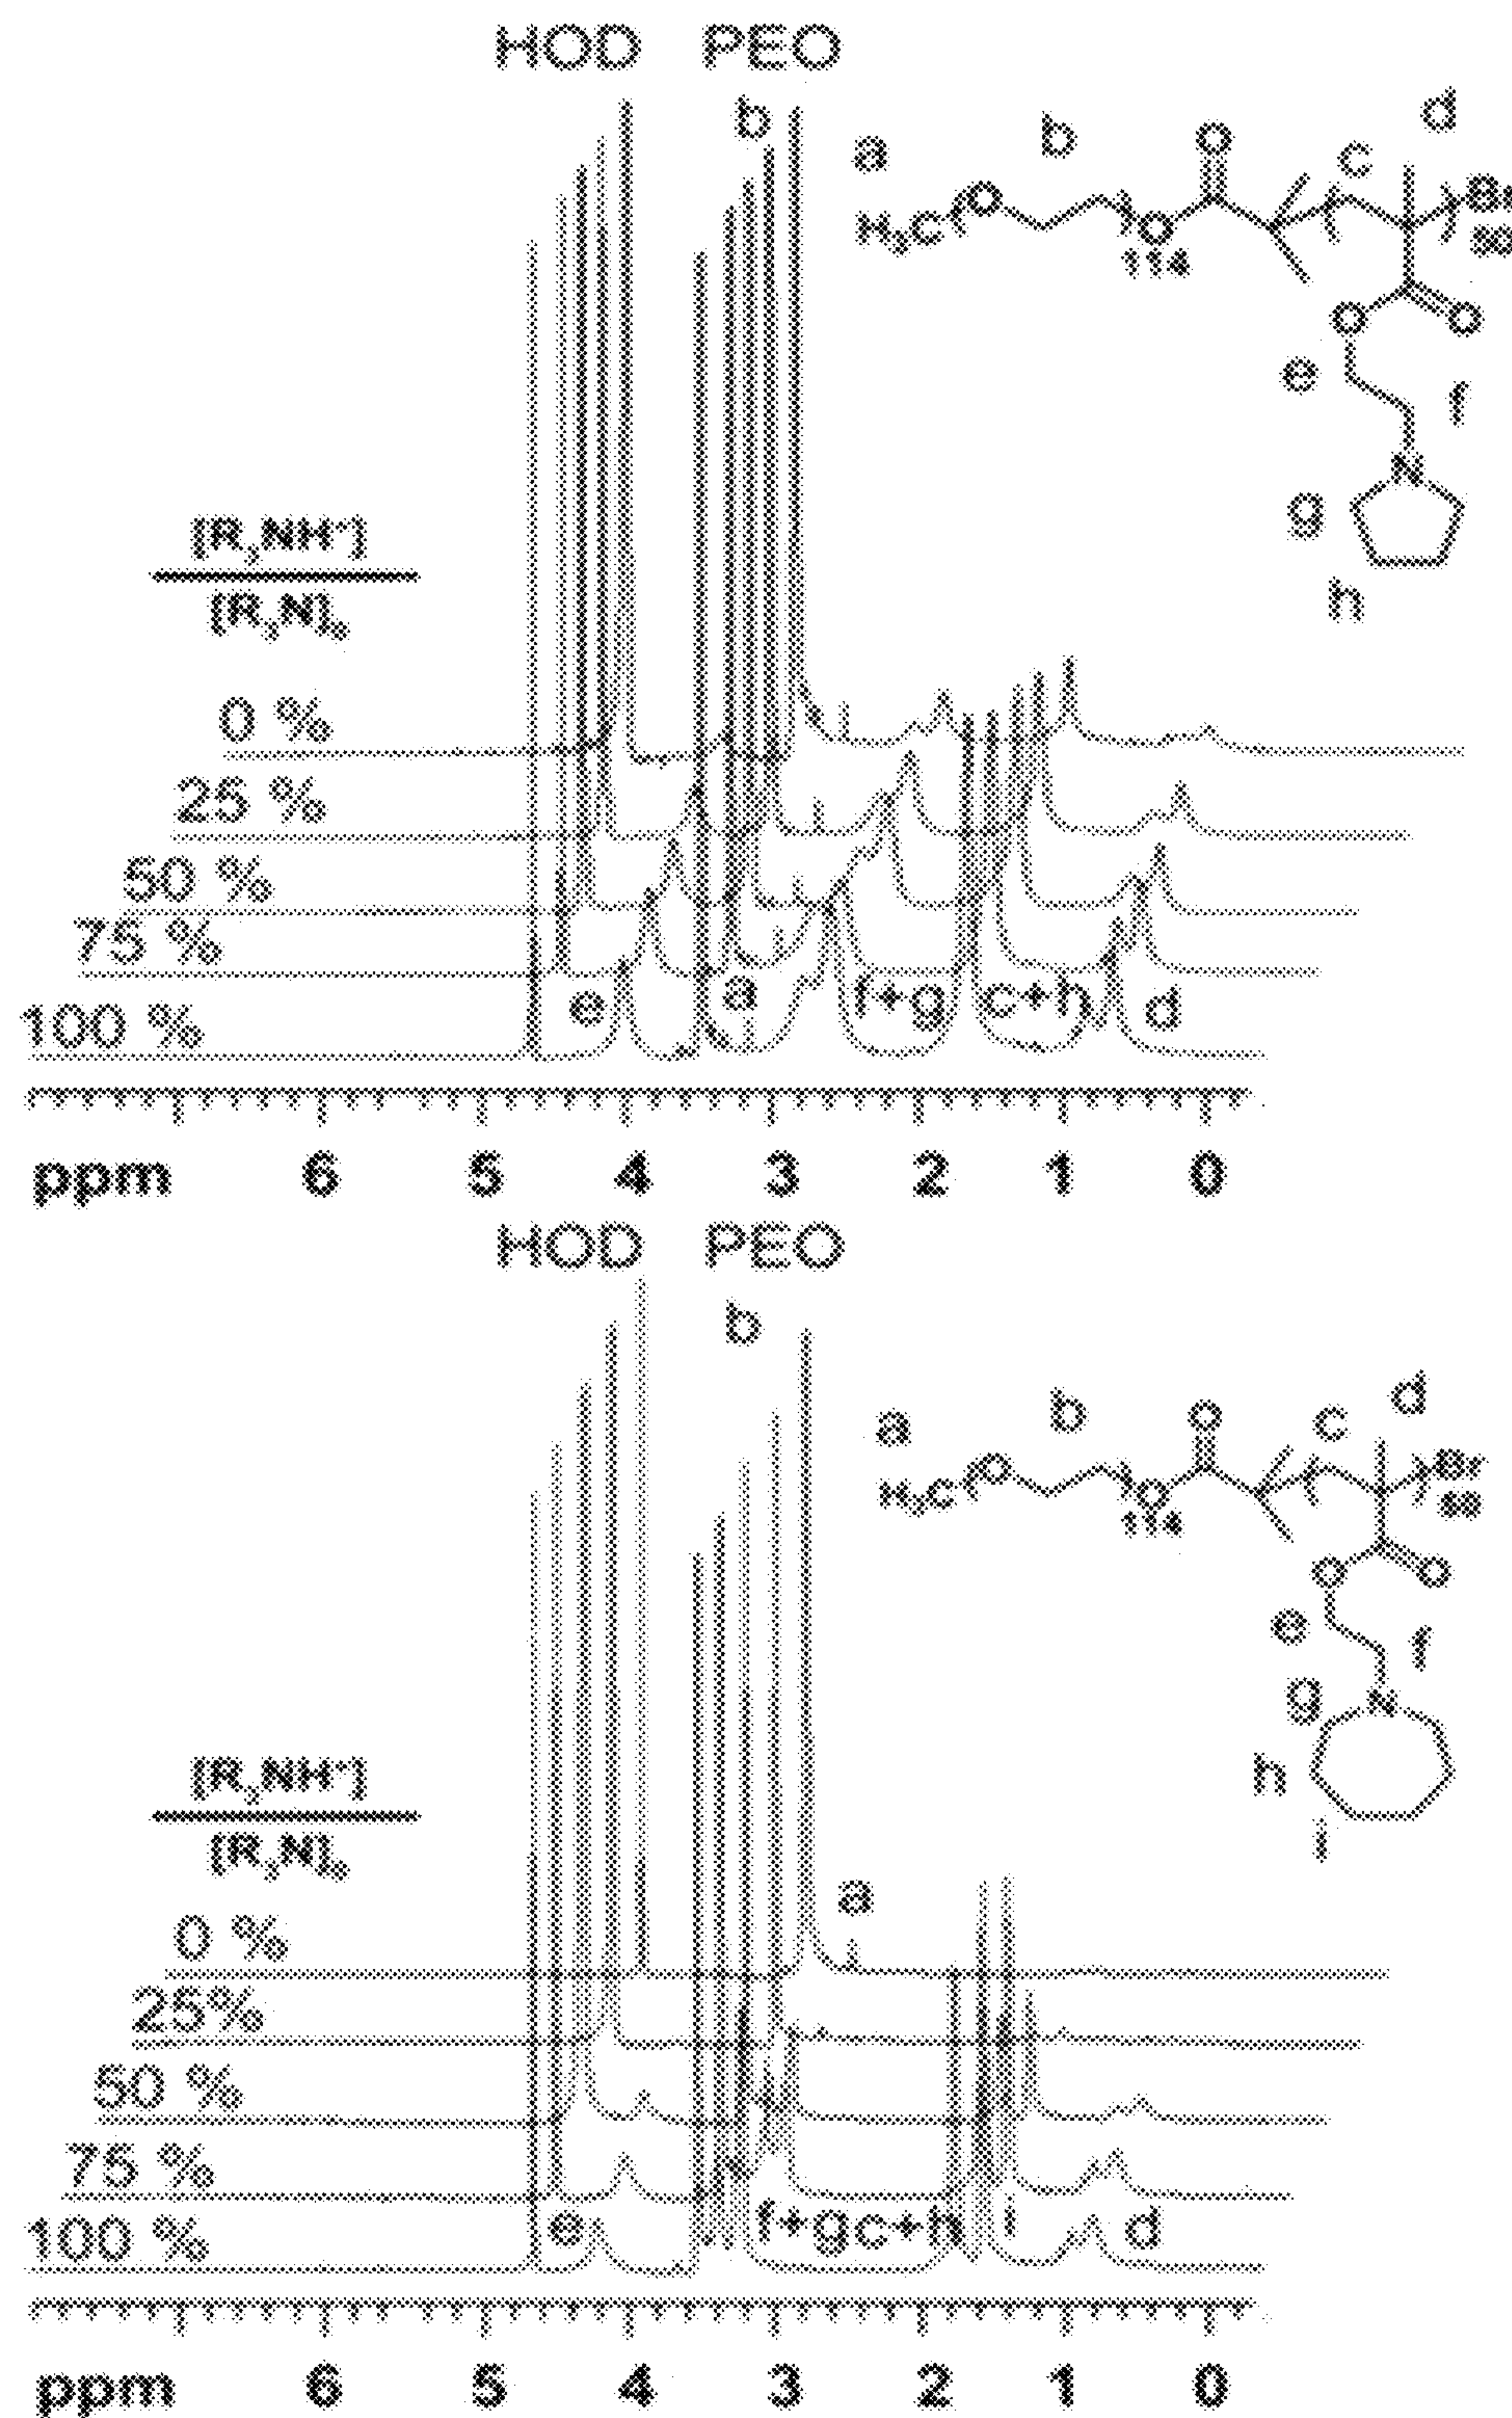 HOD PEO
b
a b O c d
H₃C O O Br
114
O O
e f
N
g
h
[R₃NH⁺]
[R₃N]₀
0 %
25 %
50 %
75 %
100 %
e a f+g c+h d
ppm 6 5 4 3 2 1 0
HOD PEO
b
a b O c d
H₃C O O Br
114 88
O O
e f
g N
h
i
[R₃NH⁺]
[R₃N]₀
a
0 %
25%
50 %
75 %
100 %
e f+g c+h i d
ppm 6 5 4 3 2 1 0